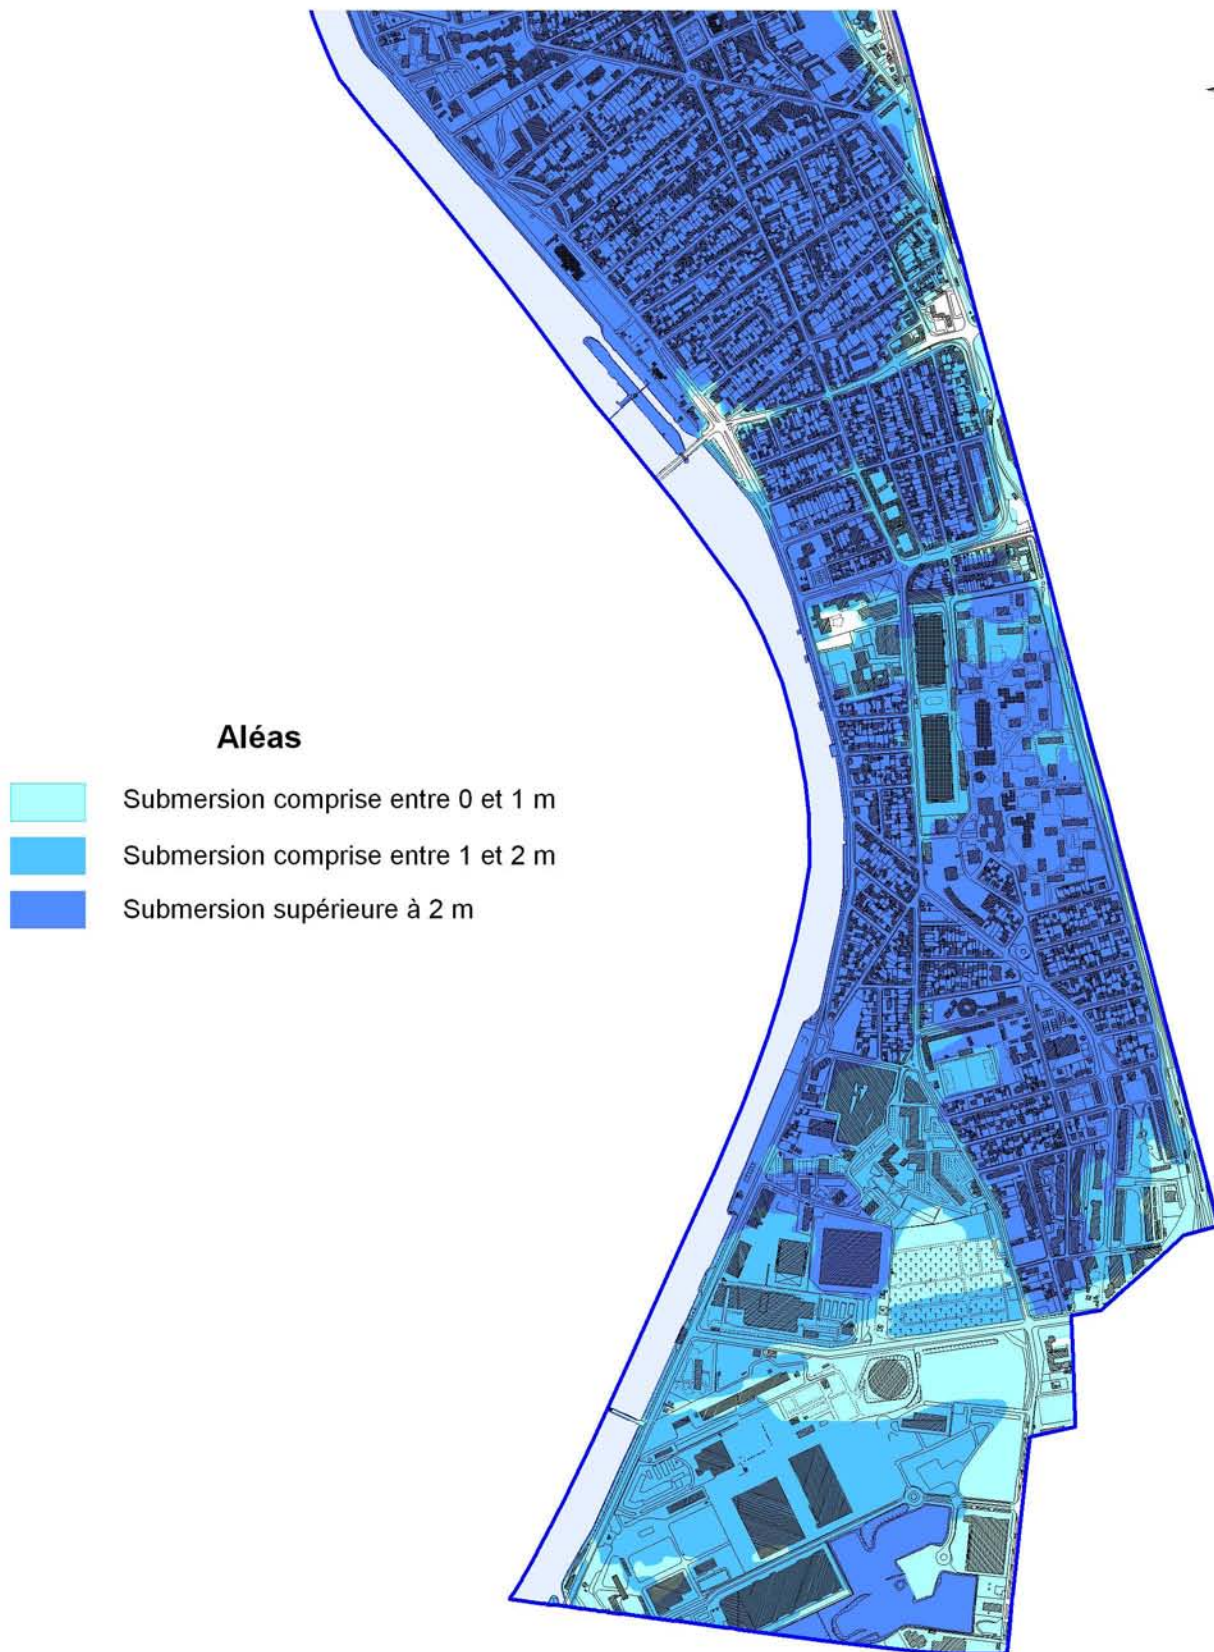 Aléas
Submersion comprise entre 0 et 1 m
Submersion comprise entre 1 et 2 m
Submersion supérieure à 2 m